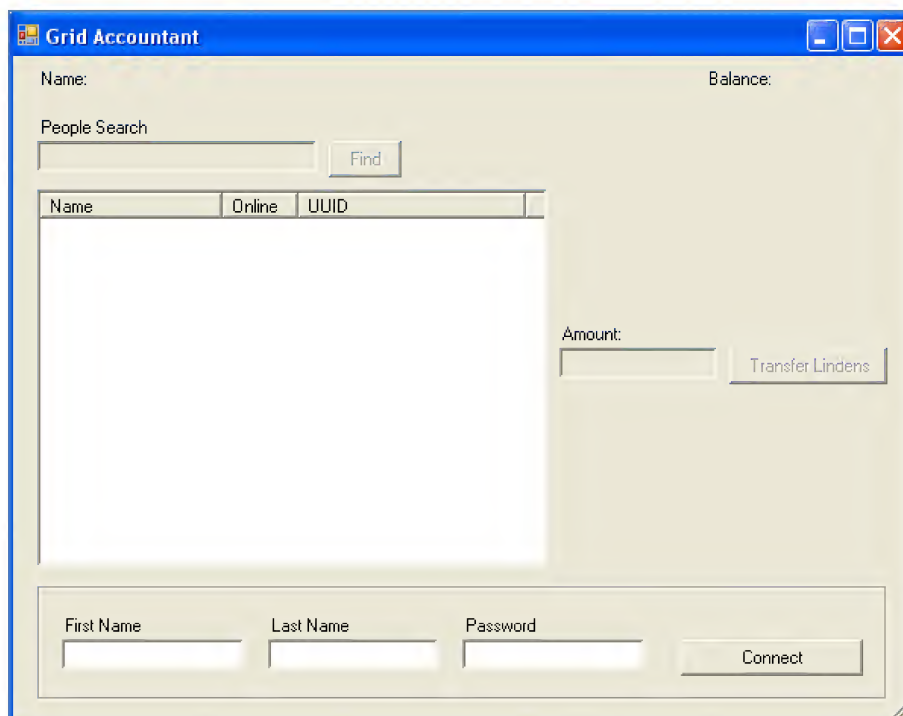 Grid Accountant
Name: Balance:
People Search
Find
Name Online UUID
Amount:
Transfer Lindens
First Name Last Name Password
Connect